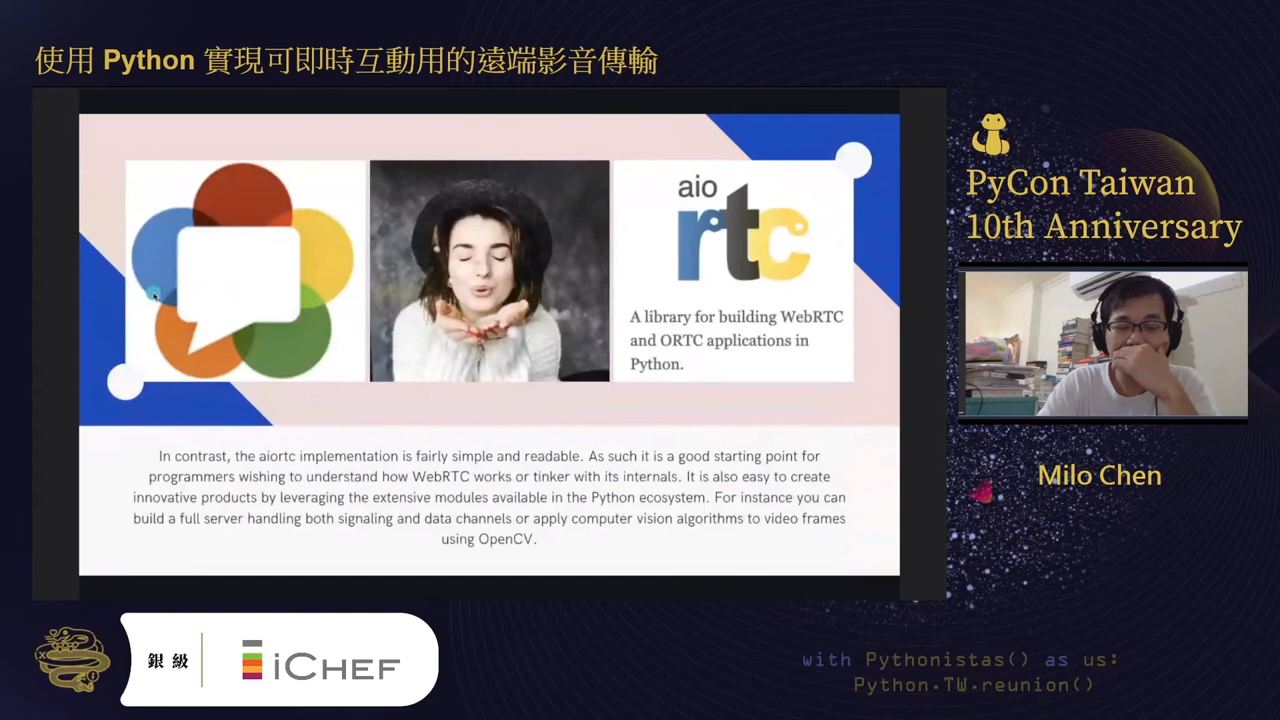 使用 Python 實現可即時互動用的遠端影音傳輸
PyCon Taiwan
10th Anniversary
aio
rtc
A library for building WebRTC
and ORTC applications in
Python.
In contrast, the aiortc implementation is fairly simple and readable. As such it is a good starting point for
programmers wishing to understand how WebRTC works or tinker with its internals. It is also easy to create
innovative products by leveraging the extensive modules available in the Python ecosystem. For instance you can
build a full server handling both signaling and data channels or apply computer vision algorithms to video frames
using OpenCV.
Milo Chen
銀級
iCHEF
with Pythonistas() as us:
Python.TW.reunion()